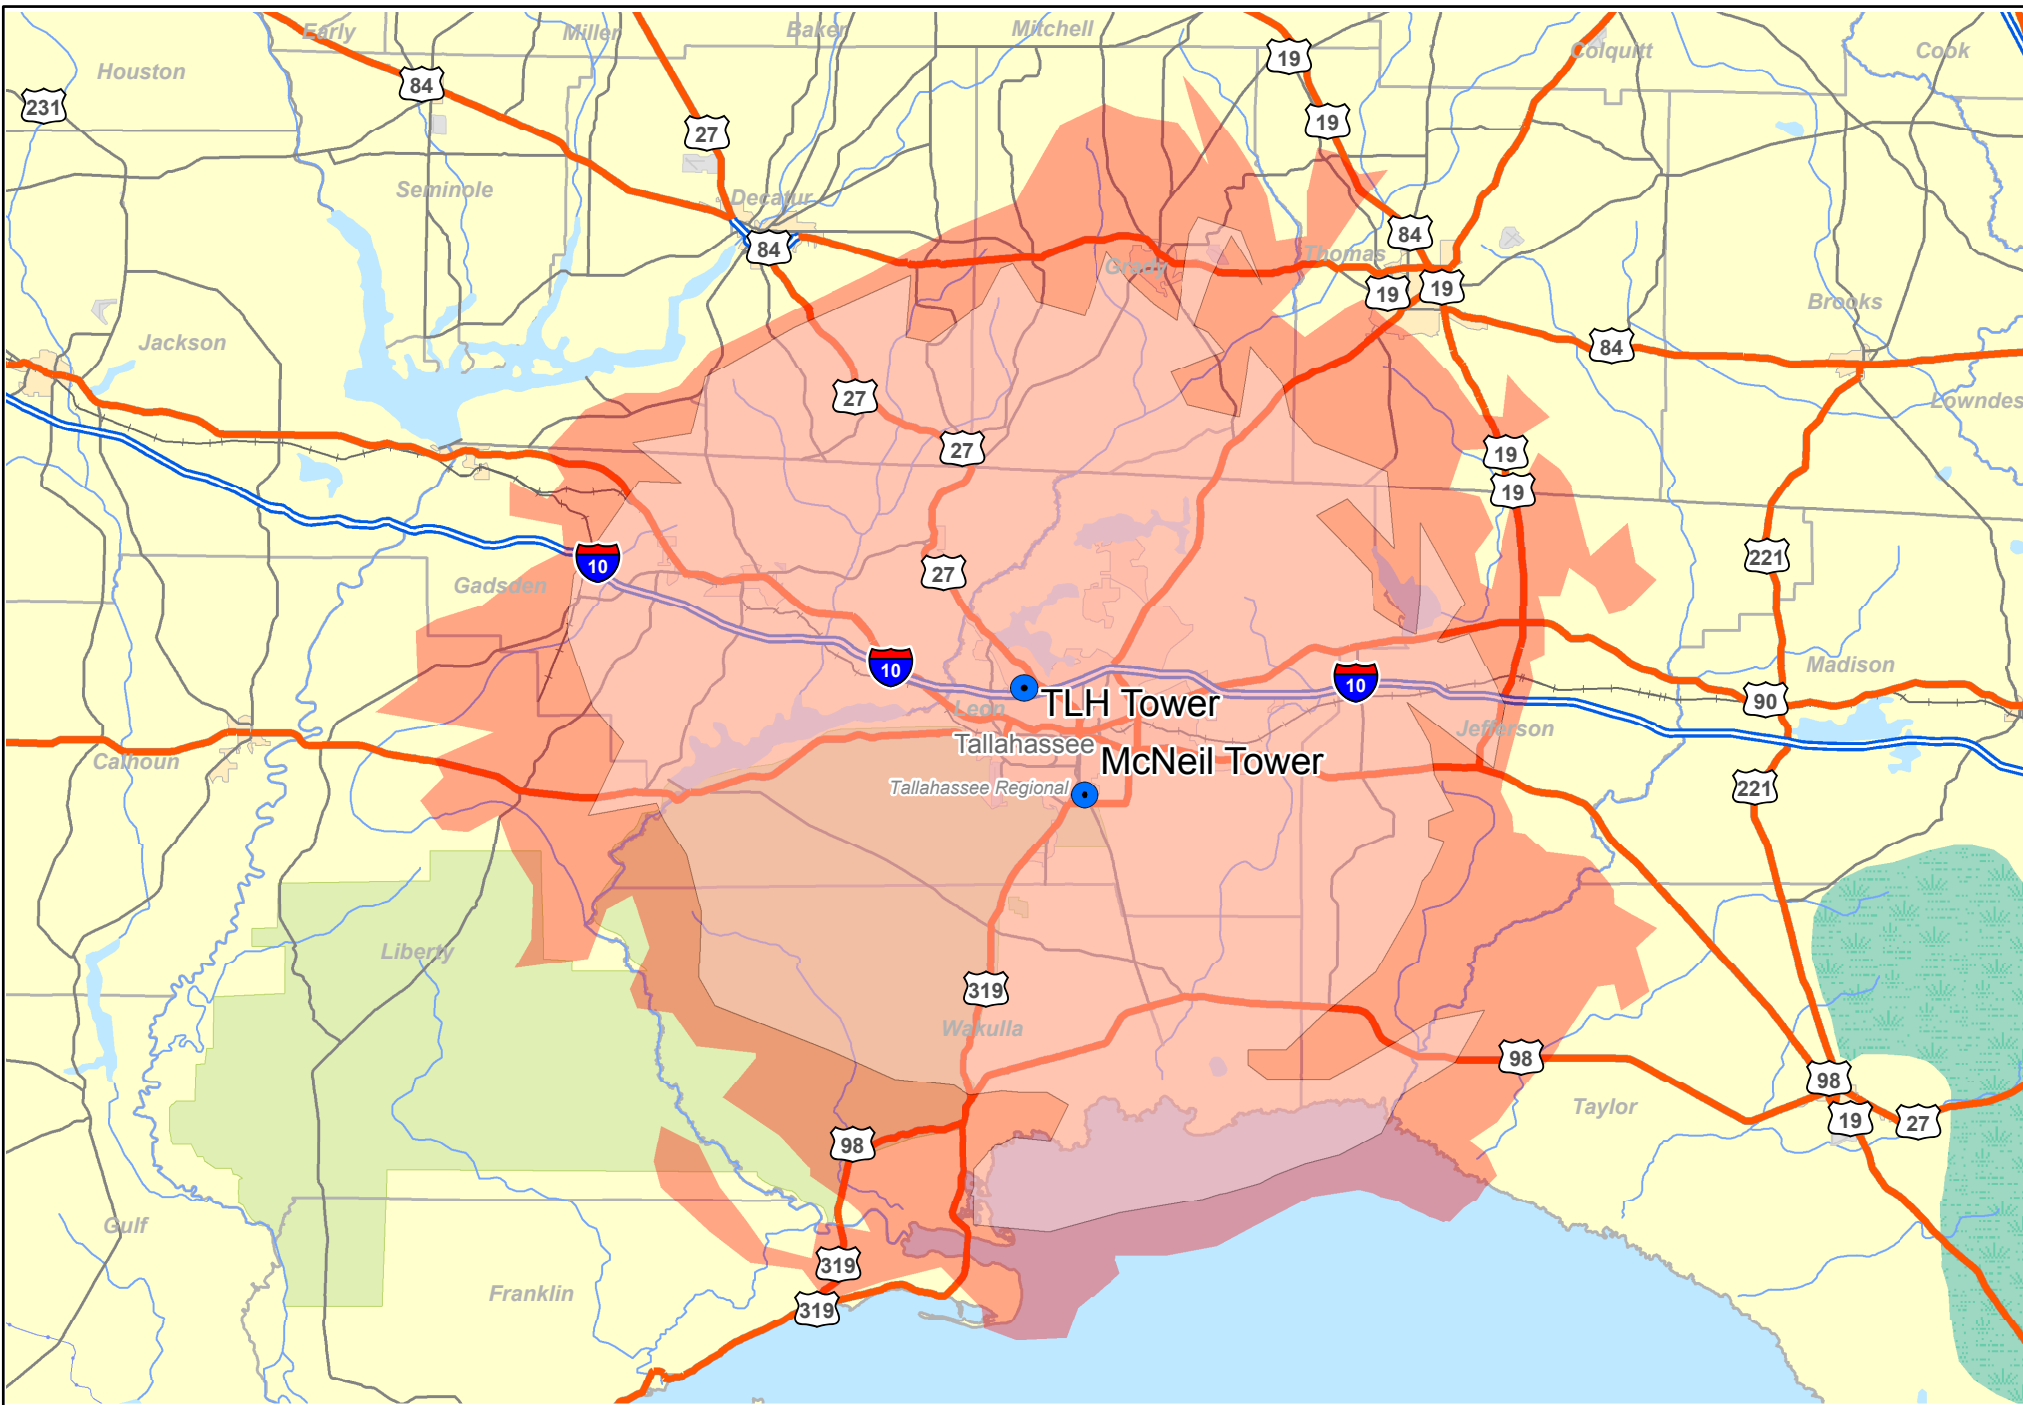 Early
Miller
Baker
Mitchell
Colquitt
Cook
Houston
19
84
231
19
27
Seminole
Decatur
84
84
Thomas
Grady
19
19
Brooks
Jackson
84
27
Lowndes
27
19
19
221
10
27
Gadsden
10
Madison
10
90
TLH Tower
Leon
Jefferson
Tallahassee
McNeil Tower
Calhoun
Tallahassee Regional
221
Liberty
319
Wakulla
98
98
Taylor
19
27
98
Gulf
319
Franklin
319